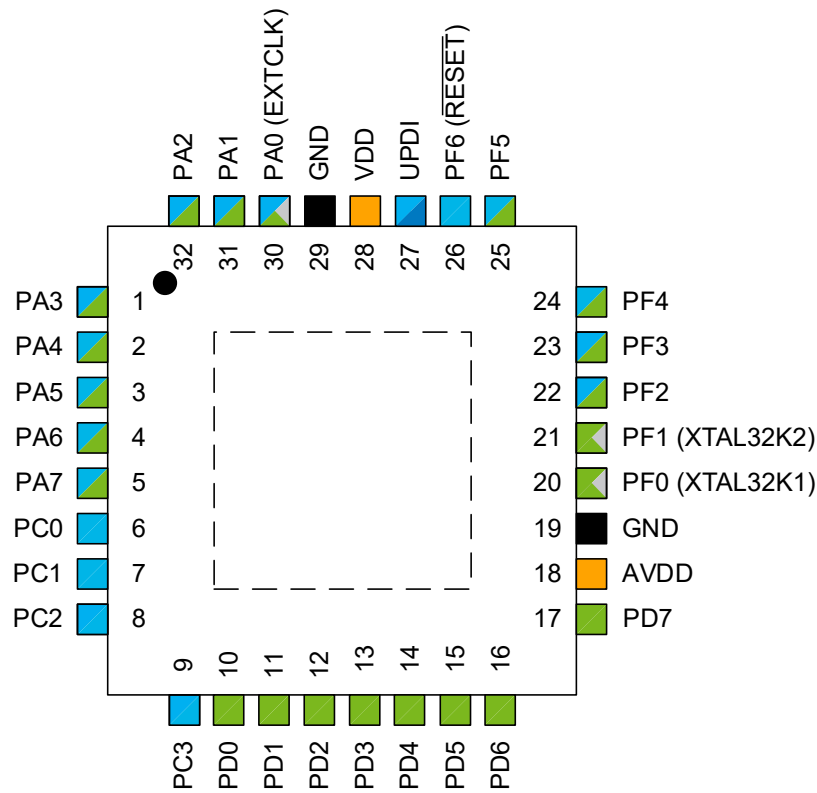 PA2
PA1
PA0 (EXTCLK)
GND
VDD
UPDI
PF6 (RESET)
PF5
32
31
30
29
28
27
26
25
PA3 1
PA4 2
PA5 3
PA6 4
PA7 5
PC0 6
PC1 7
PC2 8
24 PF4
23 PF3
22 PF2
21 PF1 (XTAL32K2)
20 PF0 (XTAL32K1)
19 GND
18 AVDD
17 PD7
9
10
11
12
13
14
15
16
PC3
PD0
PD1
PD2
PD3
PD4
PD5
PD6